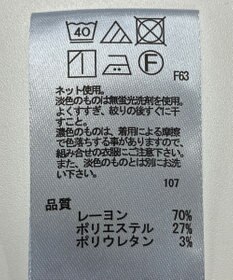 40
F
F63
ネット使用。
淡色のものは無蛍光洗剤を使用。
よくすすぎ、絞りの後すぐに干
すこと。
濃色のものは、着用による摩擦
で色落ちする事がありますので、
組み合せの衣服にご注意下さい。
また、淡色のものとは別にお洗
い下さい。
107
品質
レーヨン 70%
ポリエステル 27%
ポリウレタン 3%